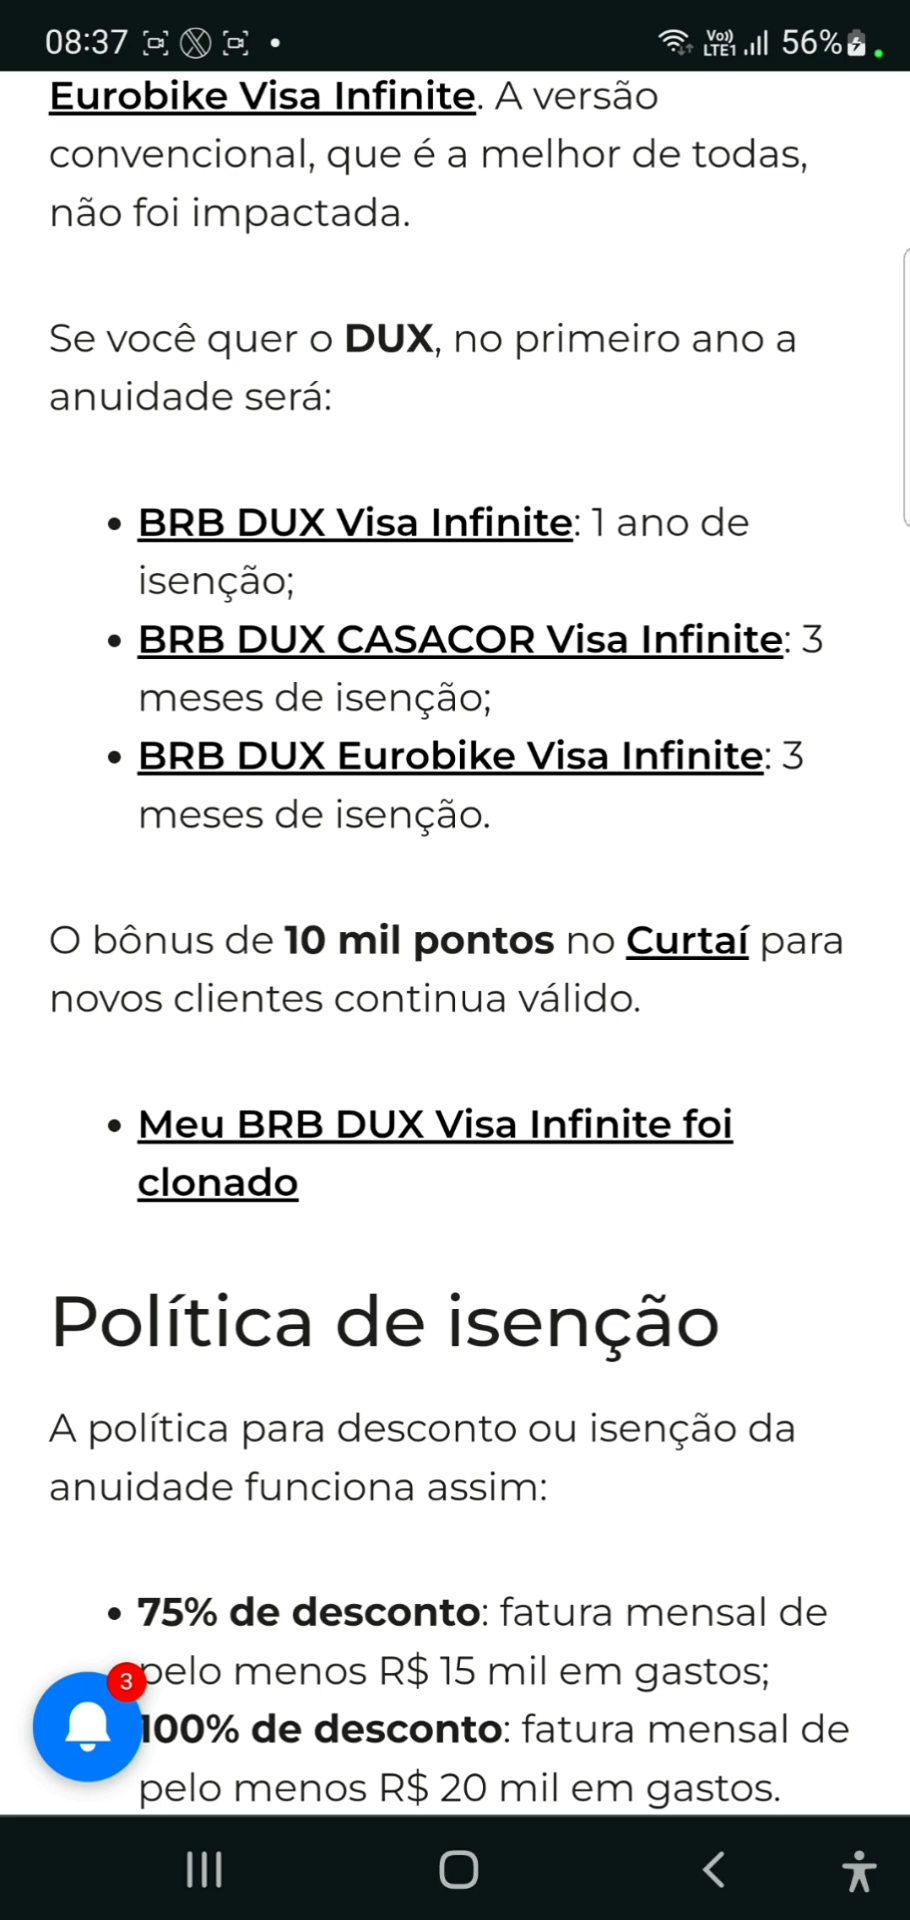 08:37
Vo))
LTE1
56%
Eurobike Visa Infinite. A versão
convencional, que é a melhor de todas,
não foi impactada.
Se você quer o DUX, no primeiro ano a
anuidade será:
• BRB DUX Visa Infinite: 1 ano de
isenção;
• BRB DUX CASACOR Visa Infinite: 3
meses de isenção;
• BRB DUX Eurobike Visa Infinite: 3
meses de isenção.
O bônus de 10 mil pontos no Curtaí para
novos clientes continua válido.
• Meu BRB DUX Visa Infinite foi
clonado
Política de isenção
A política para desconto ou isenção da
anuidade funciona assim:
• 75% de desconto: fatura mensal de
pelo menos R$ 15 mil em gastos;
3
100% de desconto: fatura mensal de
pelo menos R$ 20 mil em gastos.